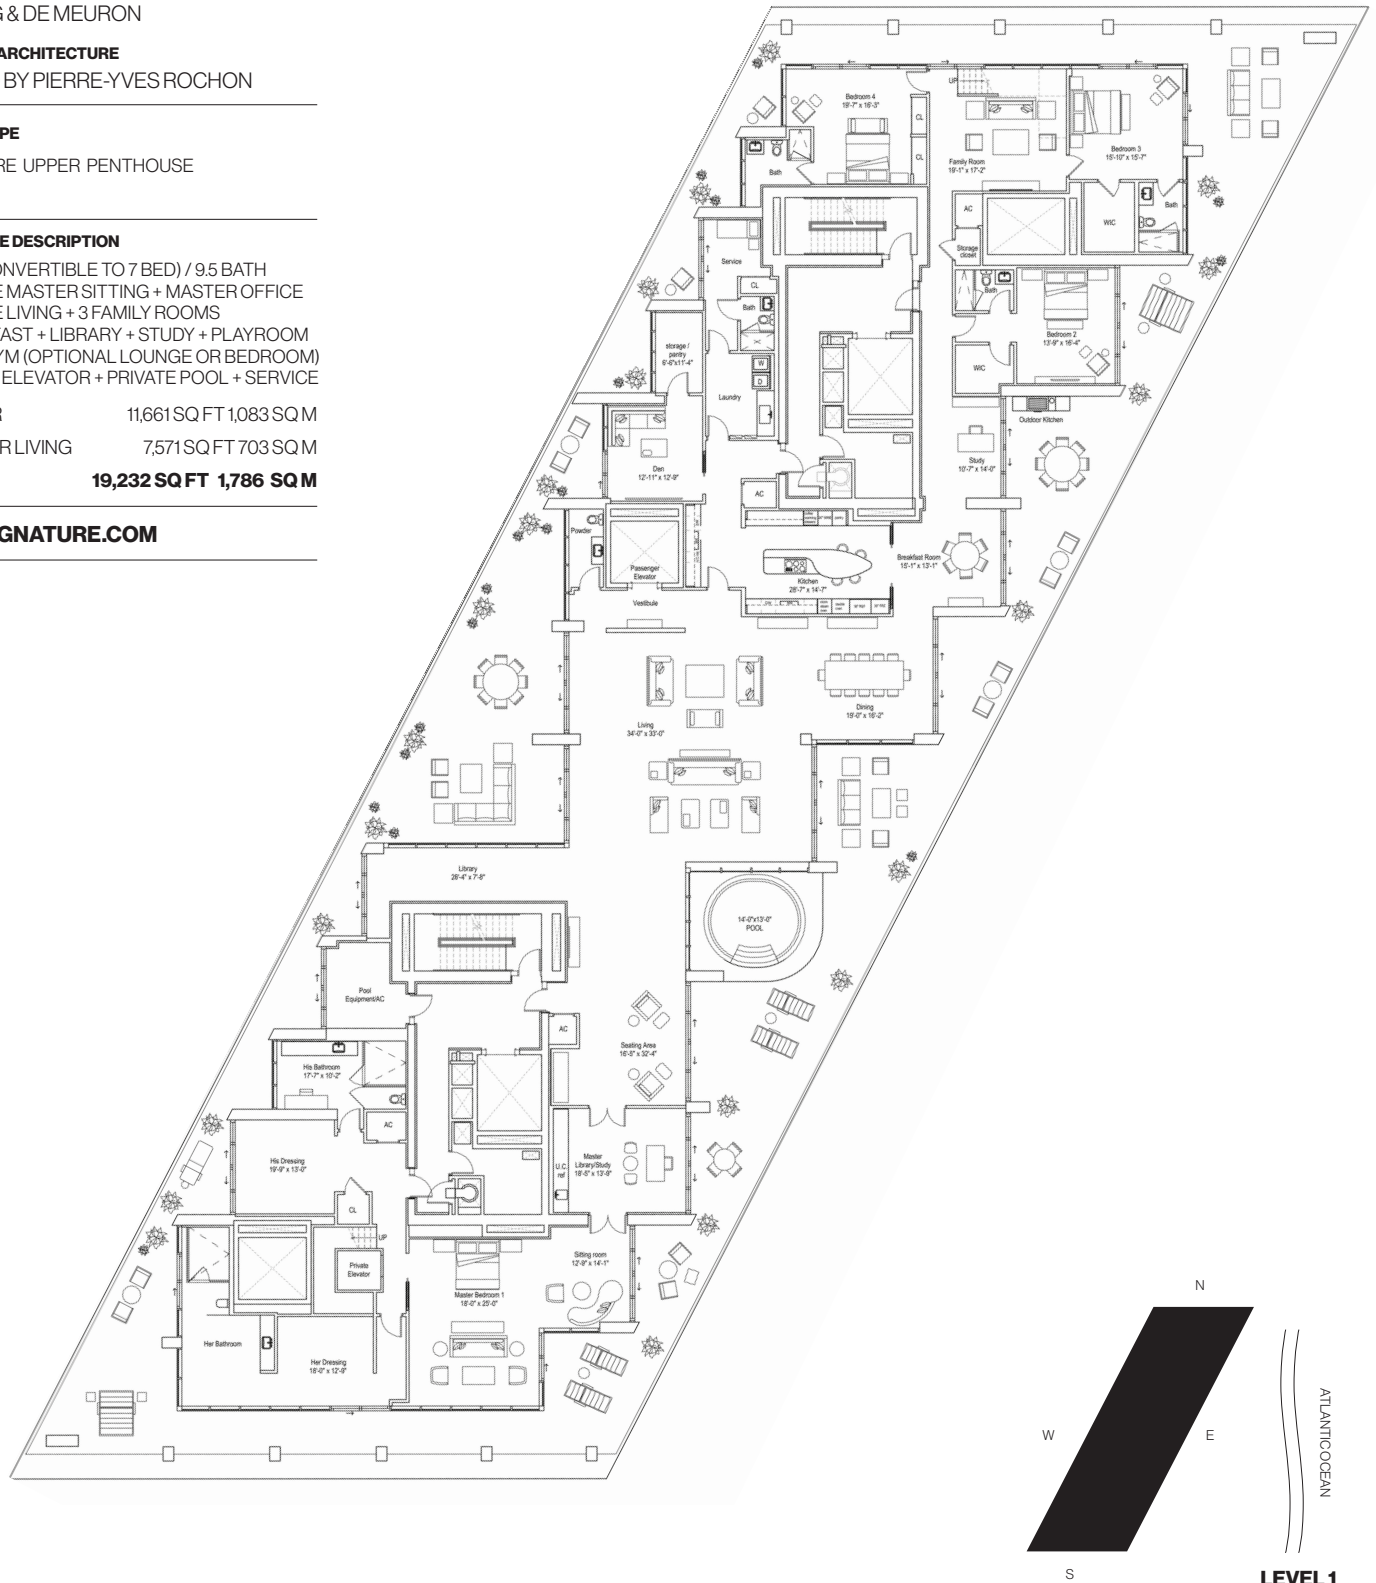 G & DE MEURON
ARCHITECTURE
BY PIERRE-YVES ROCHON
PE
RE UPPER PENTHOUSE
E DESCRIPTION
ONVERTIBLE TO 7 BED) / 9.5 BATH
E MASTER SITTING + MASTER OFFICE
E LIVING + 3 FAMILY ROOMS
AST + LIBRARY + STUDY + PLAYROOM
YM (OPTIONAL LOUNGE OR BEDROOM)
ELEVATOR + PRIVATE POOL + SERVICE
R 11,661 SQ FT 1,083 SQ M
R LIVING 7,571 SQ FT 703 SQ M
19,232 SQ FT 1,786 SQ M
GNATURE.COM
UP
Bedroom 4
19'-7" x 16'-3"
CL
CL
Bath
Family Room
19'-1" x 17'-2"
Bedroom 3
15'-10" x 15'-7"
Bath
WIC
AC
Storage
closet
Service
CL
Bath
Bath
Bedroom 2
13'-9" x 16'-4"
WIC
storage /
pantry
6'-6"x11'-4"
W
D
Laundry
Outdoor Kitchen
Study
10'-7" x 14'-0"
Den
12'-11" x 12'-9"
AC
Powder
Passenger
Elevator
Kitchen
28'-7" x 14'-7"
Breakfast Room
15'-1" x 13'-1"
Vestibule
Living
34'-0" x 33'-0"
Dining
19'-0" x 16'-2"
Library
28'-4" x 7'-8"
14'-0"x13'-0"
POOL
Pool
Equipment/AC
AC
Seating Area
16'-5" x 32'-4"
His Bathroom
17'-7" x 10'-2"
AC
His Dressing
19'-9" x 13'-0"
U.C.
ref
Master
Library/Study
18'-5" x 13'-9"
CL
UP
Private
Elevator
Sitting room
12'-9" x 14'-1"
Master Bedroom 1
18'-0" x 25'-0"
Her Bathroom
Her Dressing
18'-0" x 12'-9"
N
W
E
S
ATLANTIC OCEAN
LEVEL 1